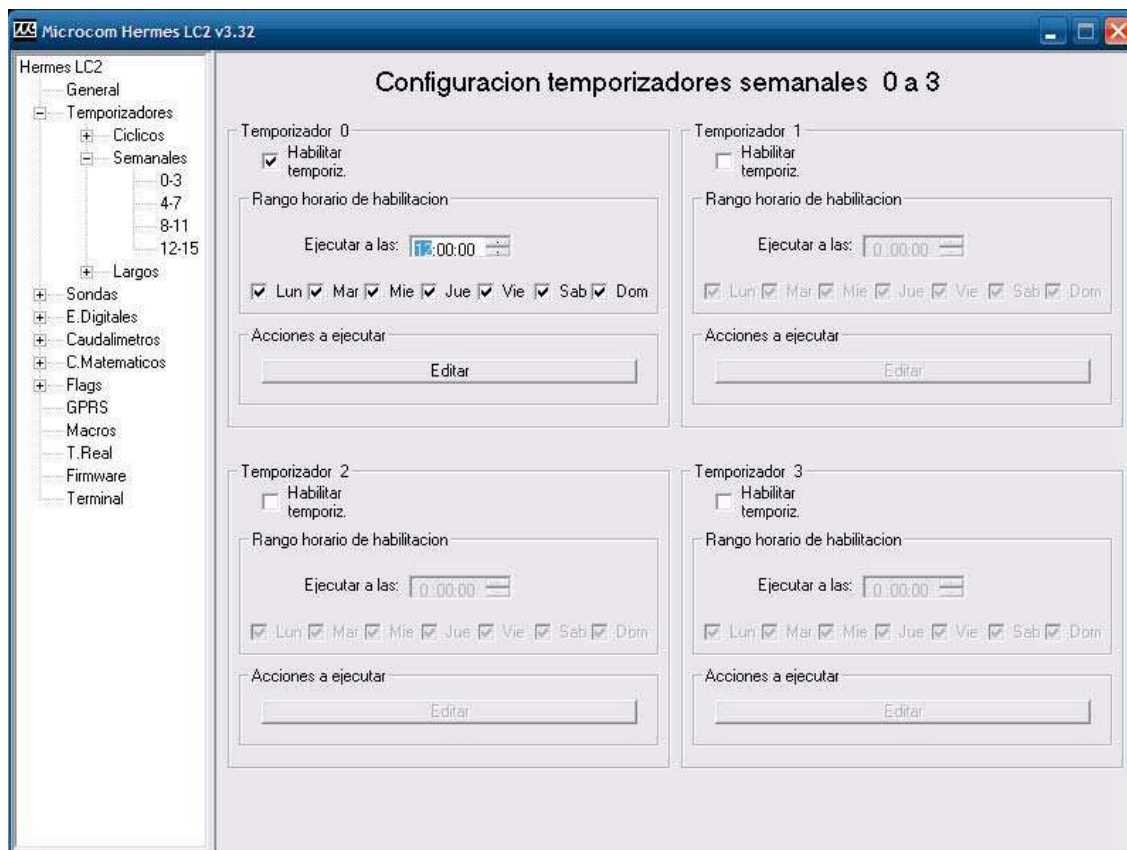 Microcom Hermes LC2 v3.32
Hermes LC2
General
Temporizadores
Ciclicos
Semanales
0-3
4-7
8-11
12-15
Largos
Sondas
E.Digitales
Caudalimetros
C.Matematicos
Flags
GPRS
Macros
T.Real
Firmware
Terminal
Configuracion temporizadores semanales 0 a 3
Temporizador 0
Habilitar
temporiz.
Rango horario de habilitacion
Ejecutar a las: 12:00:00
Lun Mar Mie Jue Vie Sab Dom
Acciones a ejecutar
Editar
Temporizador 1
Habilitar
temporiz.
Rango horario de habilitacion
Ejecutar a las: 0 :00:00
Lun Mar Mie Jue Vie Sab Dom
Acciones a ejecutar
Editar
Temporizador 2
Habilitar
temporiz.
Rango horario de habilitacion
Ejecutar a las: 0 :00:00
Lun Mar Mie Jue Vie Sab Dom
Acciones a ejecutar
Editar
Temporizador 3
Habilitar
temporiz.
Rango horario de habilitacion
Ejecutar a las: 0 :00:00
Lun Mar Mie Jue Vie Sab Dom
Acciones a ejecutar
Editar